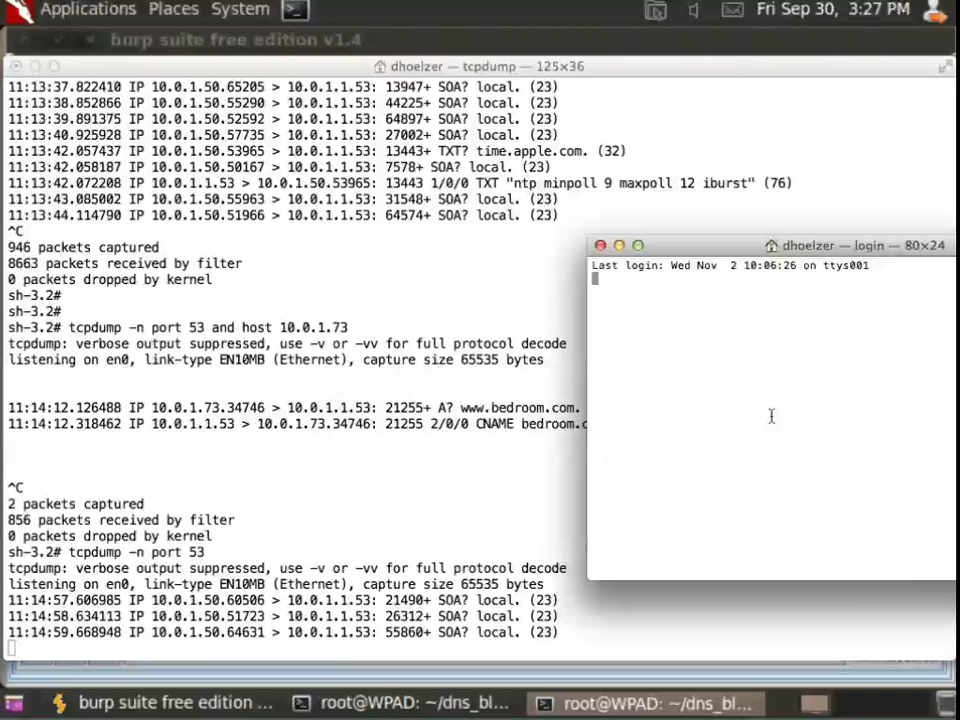 Applications Places System
Fri Sep 30, 3:27 PM
burp suite free edition v1.4
dhoelzer — tcpdump — 125×36
11:13:37.822410 IP 10.0.1.50.65205 > 10.0.1.1.53: 13947+ SOA? local. (23)
11:13:38.852866 IP 10.0.1.50.55290 > 10.0.1.1.53: 44225+ SOA? local. (23)
11:13:39.891375 IP 10.0.1.50.52592 > 10.0.1.1.53: 64897+ SOA? local. (23)
11:13:40.925928 IP 10.0.1.50.57735 > 10.0.1.1.53: 27002+ SOA? local. (23)
11:13:42.057437 IP 10.0.1.50.53965 > 10.0.1.1.53: 13443+ TXT? time.apple.com. (32)
11:13:42.058187 IP 10.0.1.50.50167 > 10.0.1.1.53: 7578+ SOA? local. (23)
11:13:42.072208 IP 10.0.1.1.53 > 10.0.1.50.53965: 13443 1/0/0 TXT "ntp minpoll 9 maxpoll 12 iburst" (76)
11:13:43.085002 IP 10.0.1.50.55963 > 10.0.1.1.53: 31548+ SOA? local. (23)
11:13:44.114790 IP 10.0.1.50.51966 > 10.0.1.1.53: 64574+ SOA? local. (23)
^C
946 packets captured
8663 packets received by filter
0 packets dropped by kernel
sh-3.2#
sh-3.2#
sh-3.2# tcpdump -n port 53 and host 10.0.1.73
tcpdump: verbose output suppressed, use -v or -vv for full protocol decode
listening on en0, link-type EN10MB (Ethernet), capture size 65535 bytes
11:14:12.126488 IP 10.0.1.73.34746 > 10.0.1.1.53: 21255+ A? www.bedroom.com.
11:14:12.318462 IP 10.0.1.1.53 > 10.0.1.73.34746: 21255 2/0/0 CNAME bedroom.c
^C
2 packets captured
856 packets received by filter
0 packets dropped by kernel
sh-3.2# tcpdump -n port 53
tcpdump: verbose output suppressed, use -v or -vv for full protocol decode
listening on en0, link-type EN10MB (Ethernet), capture size 65535 bytes
11:14:57.606985 IP 10.0.1.50.60506 > 10.0.1.1.53: 21490+ SOA? local. (23)
11:14:58.634113 IP 10.0.1.50.51723 > 10.0.1.1.53: 26312+ SOA? local. (23)
11:14:59.668948 IP 10.0.1.50.64631 > 10.0.1.1.53: 55860+ SOA? local. (23)
dhoelzer — login — 80×24
Last login: Wed Nov  2 10:06:26 on ttys001
burp suite free edition ...
root@WPAD: ~/dns_bl...
root@WPAD: ~/dns_bl...